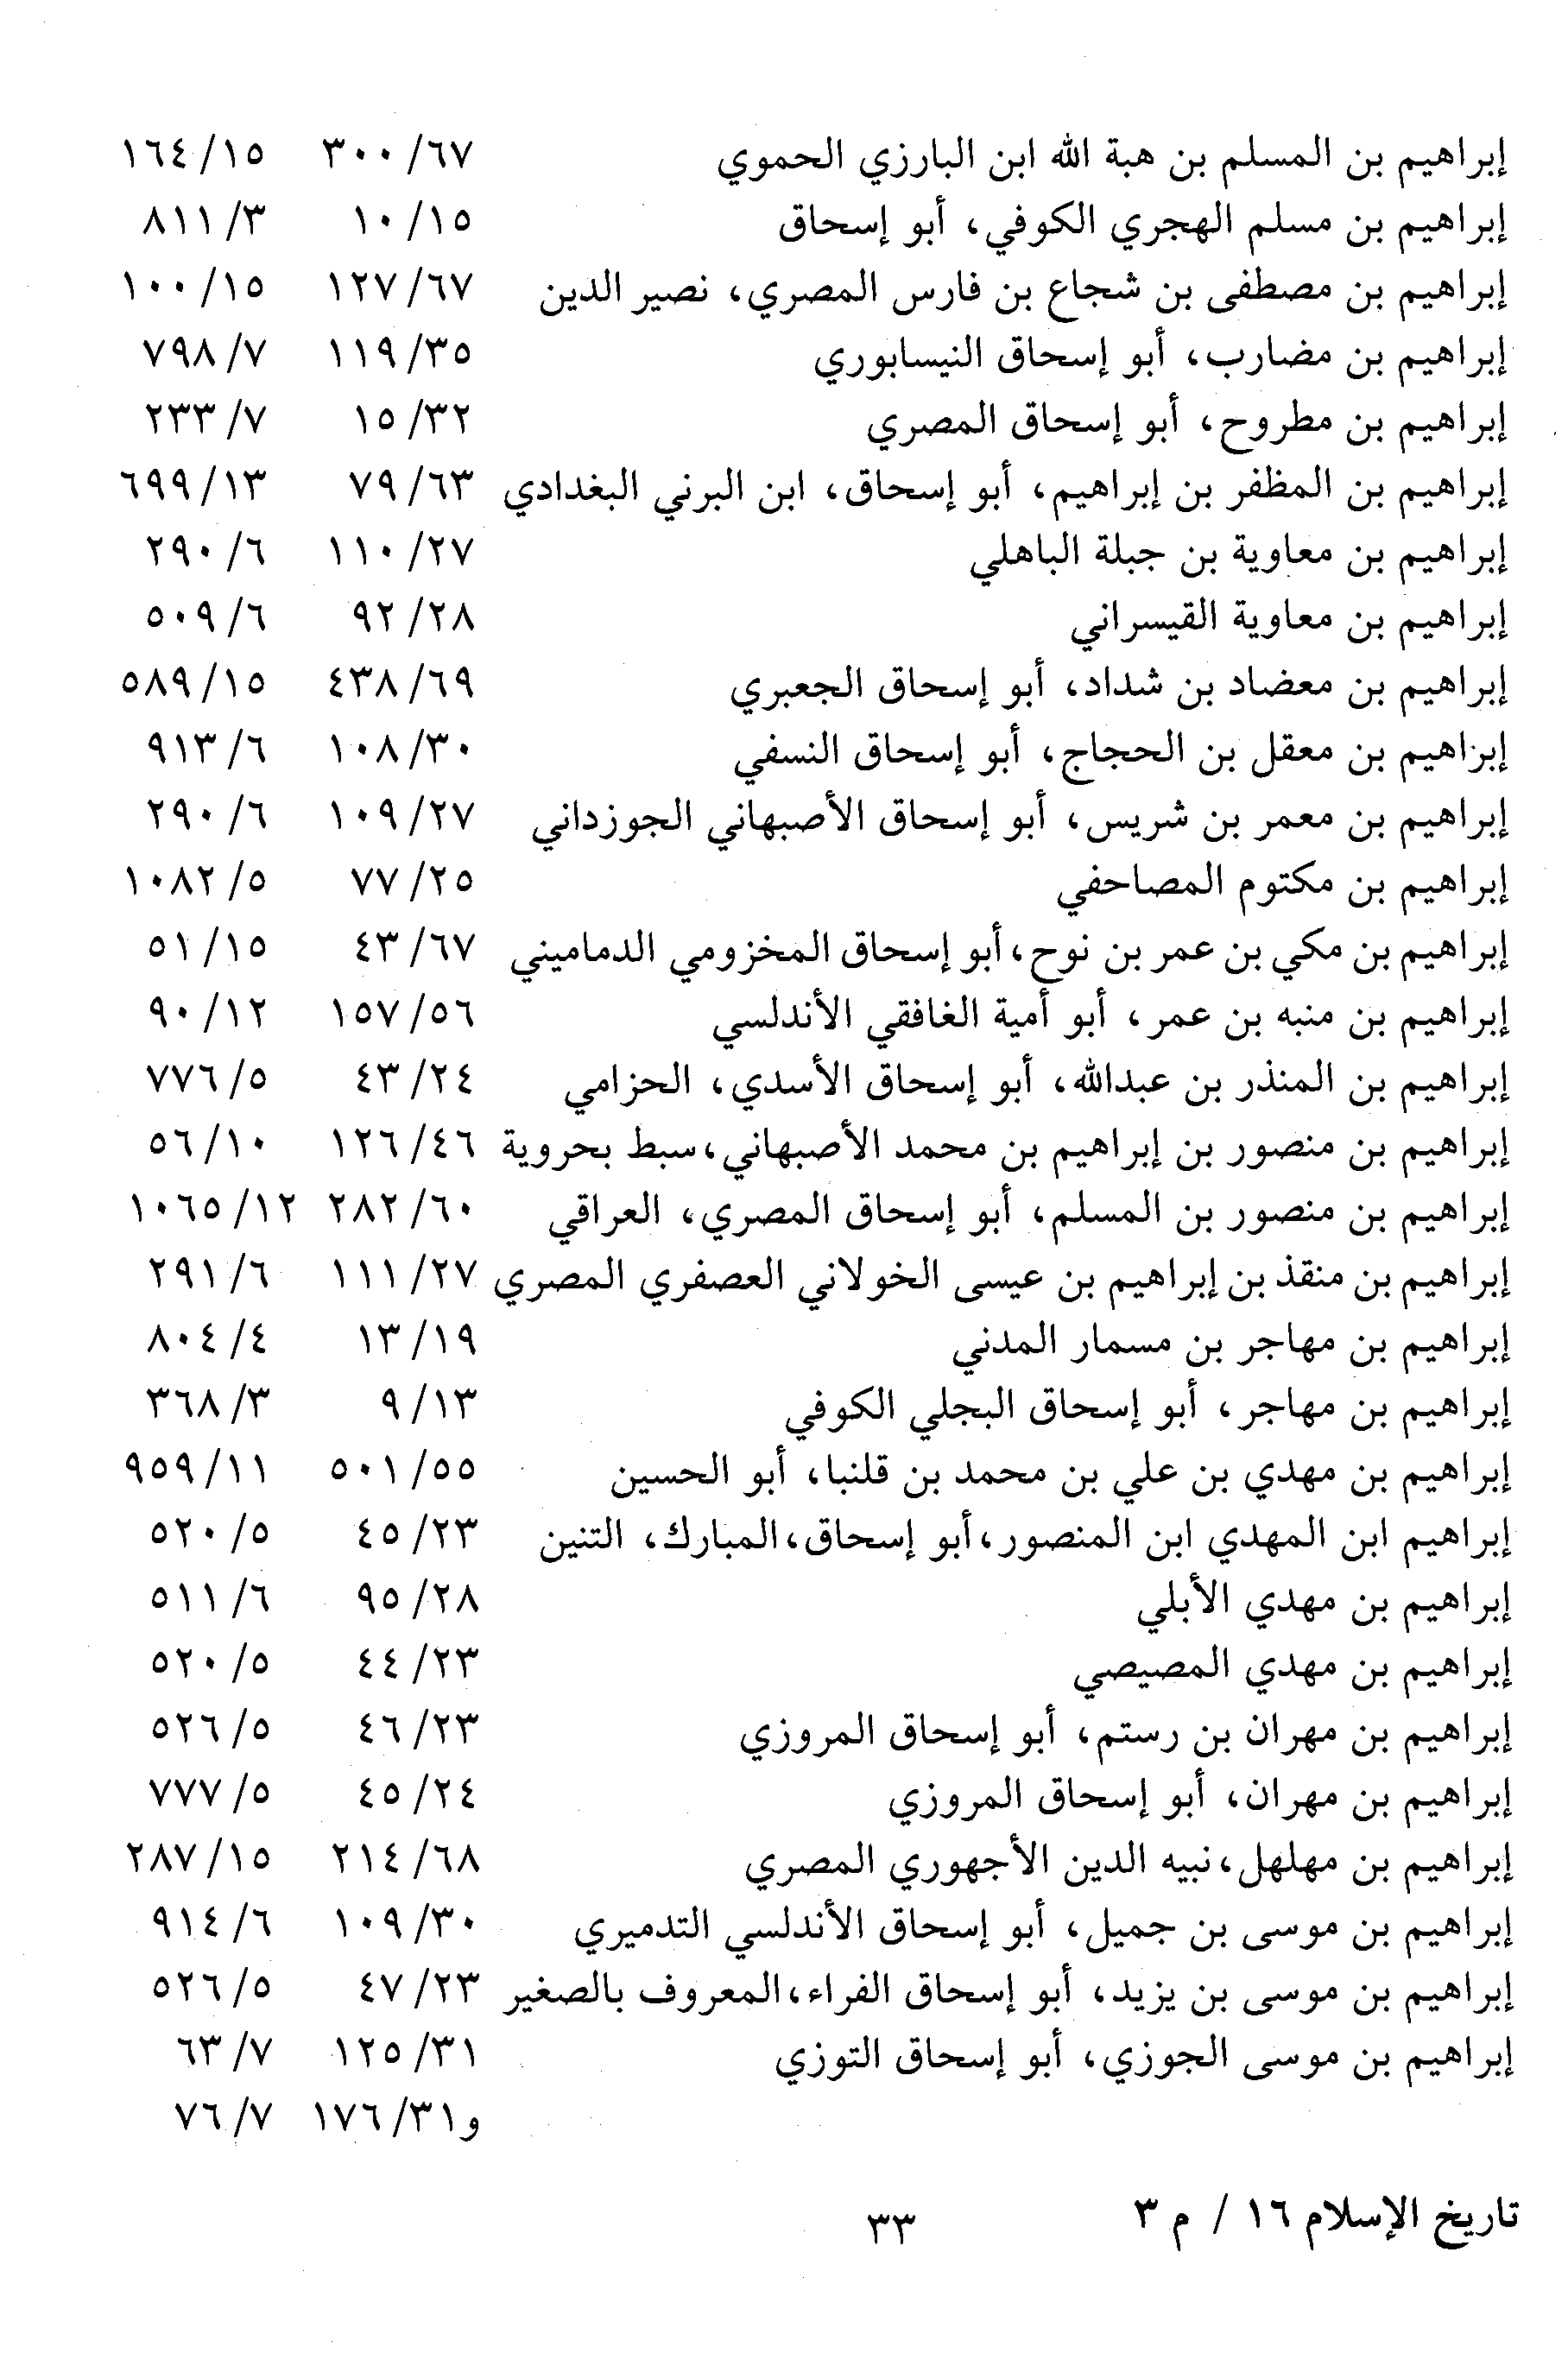 إبراهيم بن المسلم بن هبة الله ابن البارزي الحموي ٣٠٠/٦٧ ١٦٤/١٥
إبراهيم بن مسلم الهجري الكوفي، أبو إسحاق ١٠/١٥ ٨١١/٣
إبراهيم بن مصطفى بن شجاع بن فارس المصري، نصير الدين ١٢٧/٦٧ ١٠٠/١٥
إبراهيم بن مضارب، أبو إسحاق النيسابوري ١١٩/٣٥ ٧٩٨/٧
إبراهيم بن مطروح، أبو إسحاق المصري ١٥/٣٢ ٢٣٣/٧
إبراهيم بن المظفر بن إبراهيم، أبو إسحاق، ابن البرني البغدادي ٧٩/٦٣ ٦٩٩/١٣
إبراهيم بن معاوية بن جبلة الباهلي ١١٠/٢٧ ٢٩٠/٦
إبراهيم بن معاوية القيسراني ٩٢/٢٨ ٥٠٩/٦
إبراهيم بن معضاد بن شداد، أبو إسحاق الجعبري ٤٣٨/٦٩ ٥٨٩/١٥
إبراهيم بن معقل بن الحجاج، أبو إسحاق النسفي ١٠٨/٣٠ ٩١٣/٦
إبراهيم بن معمر بن شريس، أبو إسحاق الأصبهاني الجوزداني ١٠٩/٢٧ ٢٩٠/٦
إبراهيم بن مكتوم المصاحفي ٧٧/٢٥ ١٠٨٢/٥
إبراهيم بن مكي بن عمر بن نوح، أبو إسحاق المخزومي الدماميني ٤٣/٦٧ ٥١/١٥
إبراهيم بن منبه بن عمر، أبو أمية الغافقي الأندلسي ١٥٧/٥٦ ٩٠/١٢
إبراهيم بن المنذر بن عبدالله، أبو إسحاق الأسدي، الحزامي ٤٣/٢٤ ٧٧٦/٥
إبراهيم بن منصور بن إبراهيم بن محمد الأصبهاني، سبط بحروية ١٢٦/٤٦ ٥٦/١٠
إبراهيم بن منصور بن المسلم، أبو إسحاق المصري، العراقي ٢٨٢/٦٠ ١٠٦٥/١٢
إبراهيم بن منقذ بن إبراهيم بن عيسى الخولاني العصفري المصري ١١١/٢٧ ٢٩١/٦
إبراهيم بن مهاجر بن مسمار المدني ١٣/١٩ ٨٠٤/٤
إبراهيم بن مهاجر، أبو إسحاق البجلي الكوفي ٩/١٣ ٣٦٨/٣
إبراهيم بن مهدي بن علي بن محمد بن قلنبا، أبو الحسين ٥٠١/٥٥ ٩٥٩/١١
إبراهيم ابن المهدي ابن المنصور، أبو إسحاق، المبارك، التنين ٤٥/٢٣ ٥٢٠/٥
إبراهيم بن مهدي الأبلي ٩٥/٢٨ ٥١١/٦
إبراهيم بن مهدي المصيصي ٤٤/٢٣ ٥٢٠/٥
إبراهيم بن مهران بن رستم، أبو إسحاق المروزي ٤٦/٢٣ ٥٢٦/٥
إبراهيم بن مهران، أبو إسحاق المروزي ٤٥/٢٤ ٧٧٧/٥
إبراهيم بن مهلهل، نبيه الدين الأجهوري المصري ٢١٤/٦٨ ٢٨٧/١٥
إبراهيم بن موسى بن جميل، أبو إسحاق الأندلسي التدميري ١٠٩/٣٠ ٩١٤/٦
إبراهيم بن موسى بن يزيد، أبو إسحاق الفراء، المعروف بالصغير ٤٧/٢٣ ٥٢٦/٥
إبراهيم بن موسى الجوزي، أبو إسحاق التوزي ١٢٥/٣١ ٦٣/٧
و١٧٦/٣١ ٧٦/٧
تاريخ الإسلام ١٦ / م ٣
٣٣